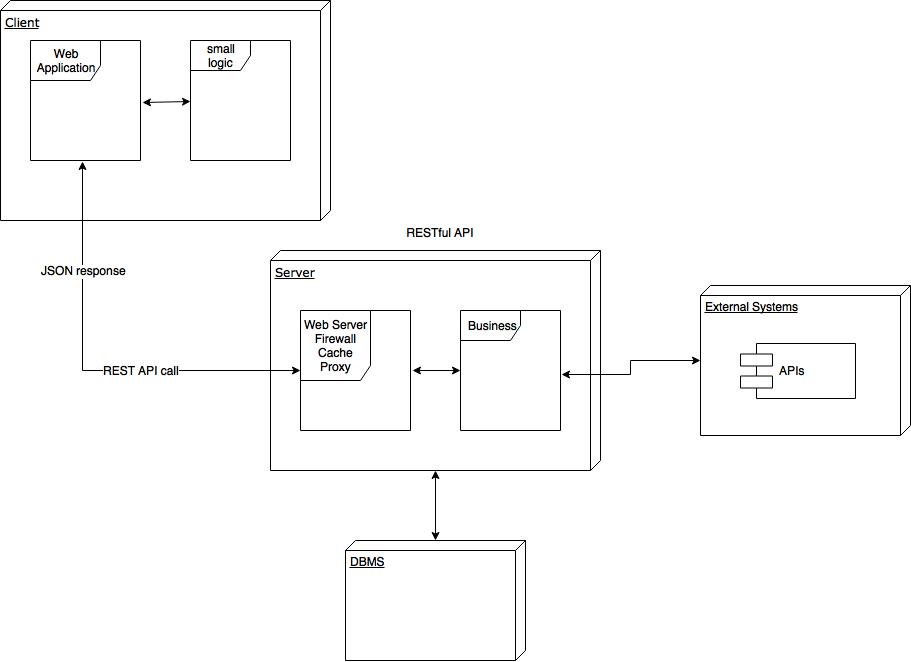 Client
Web
Application
small
logic
RESTful API
JSON response
Server
Web Server
Firewall
Cache
Proxy
Business
External Systems
APIs
REST API call
DBMS